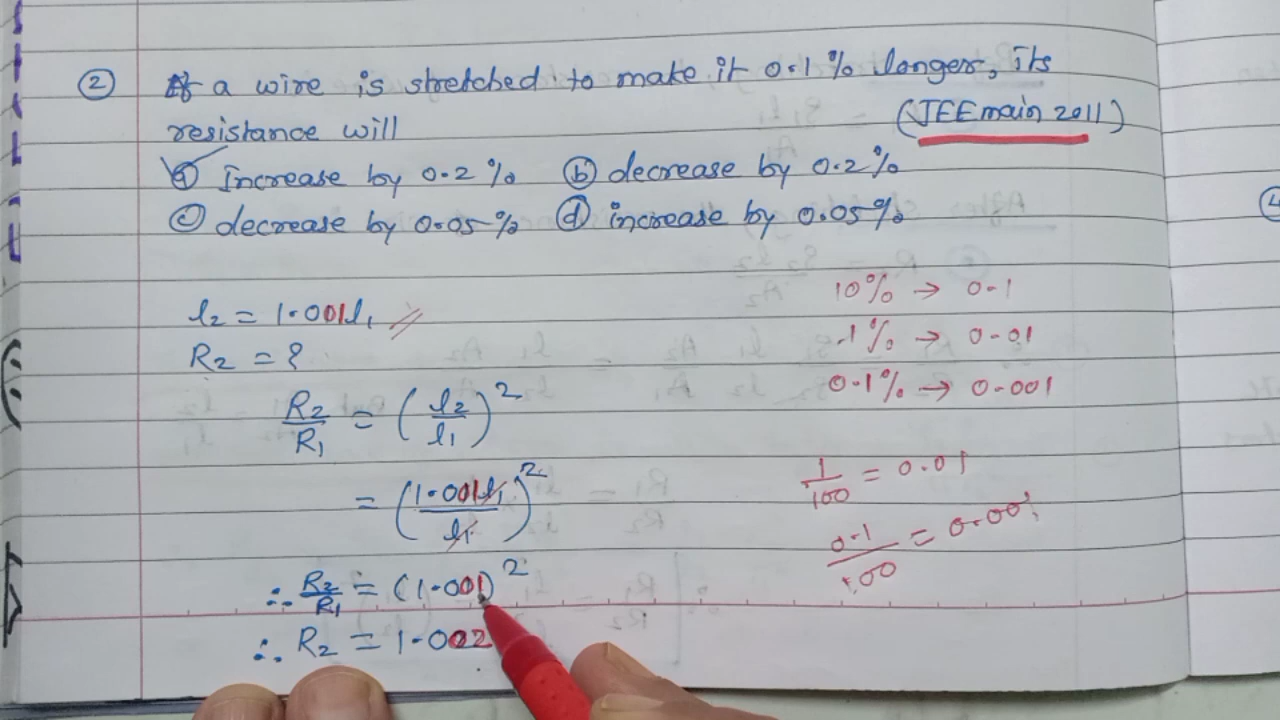 ② If a wire is stretched to make it 0.1% longer, its
resistance will (JEE main 2011)
ⓐ Increase by 0.2% ⓑ decrease by 0.2%
ⓒ decrease by 0.05% ⓓ increase by 0.05%
l₂ = 1.001l₁
R₂ = ?
R₂/R₁ = (l₂/l₁)²
= (1.001l₁/l₁)²
∴ R₂/R₁ = (1.001)²
∴ R₂ = 1.002
10% → 0.1
1% → 0.01
0.1% → 0.001
1/100 = 0.01
0.1/100 = 0.001